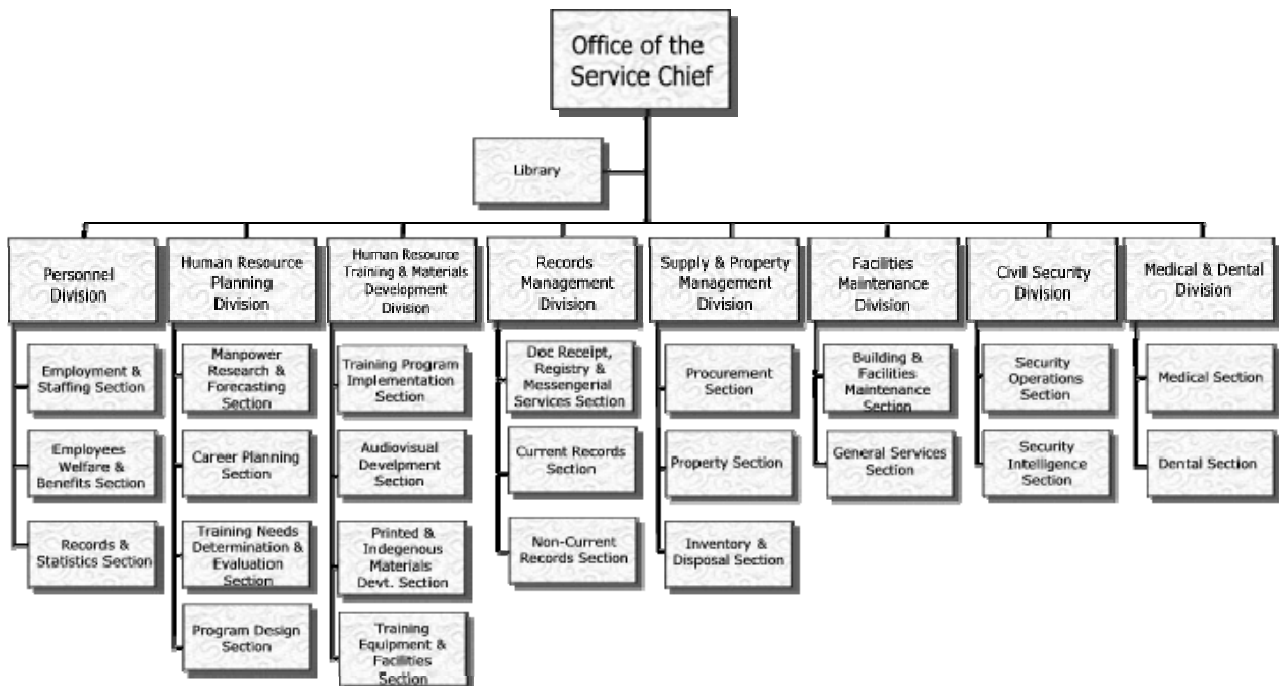 Office of the
Service Chief
Library
Personnel
Division
Human Resource
Planning
Division
Human Resource
Training & Materials
Development
Division
Records
Management
Division
Supply & Property
Management
Division
Facilities
Maintenance
Division
Civil Security
Division
Medical & Dental
Division
Employment &
Staffing Section
Employees
Welfare &
Benefits Section
Records &
Statistics Section
Manpower
Research &
Forecasting
Section
Career Planning
Section
Training Needs
Determination &
Evaluation
Section
Program Design
Section
Training Program
Implementation
Section
Audiovisual
Develpment
Section
Printed &
Indegenous
Materials
Devt. Section
Training
Equipment &
Facilities
Section
Doc Receipt,
Registry &
Messengerial
Services Section
Current Records
Section
Non-Current
Records Section
Procurement
Section
Property Section
Inventory &
Disposal Section
Building &
Facilities
Maintenance
Section
General Services
Section
Security
Operations
Section
Security
Intelligence
Section
Medical Section
Dental Section